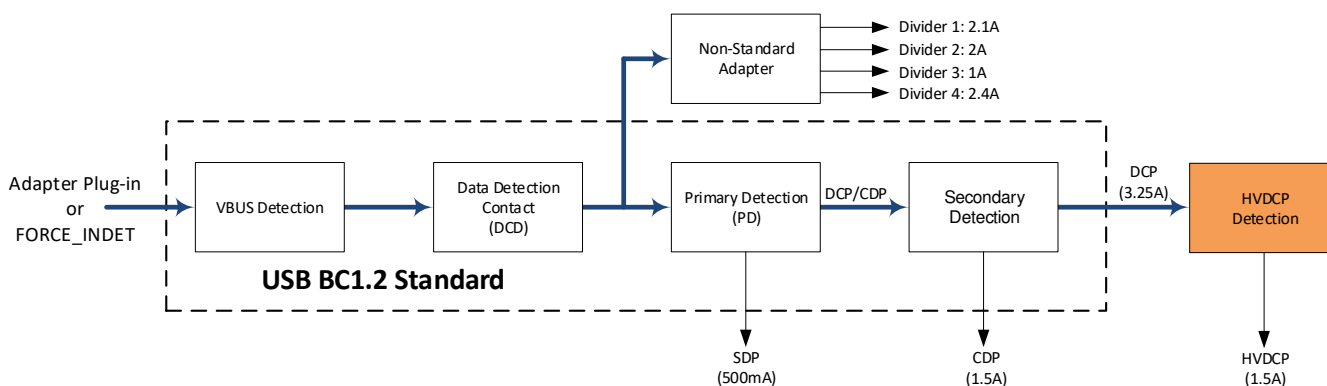 Non-Standard
Adapter
Divider 1: 2.1A
Divider 2: 2A
Divider 3: 1A
Divider 4: 2.4A
Adapter Plug-in
or
FORCE_INDET
VBUS Detection
Data Detection
Contact
(DCD)
Primary Detection
(PD)
DCP/CDP
Secondary
Detection
DCP
(3.25A)
HVDCP
Detection
USB BC1.2 Standard
SDP
(500mA)
CDP
(1.5A)
HVDCP
(1.5A)